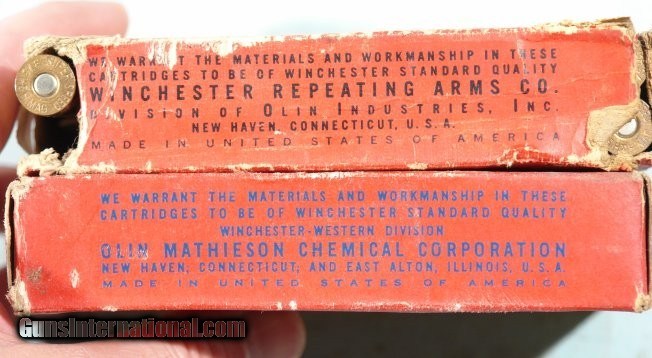 WE WARRANT THE MATERIALS AND WORKMANSHIP IN THESE
CARTRIDGES TO BE OF WINCHESTER STANDARD QUALITY
WINCHESTER REPEATING ARMS CO.
DIVISION OF OLIN INDUSTRIES, INC.
NEW HAVEN, CONNECTICUT, U.S.A.
MADE IN UNITED STATES OF AMERICA
WE WARRANT THE MATERIALS AND WORKMANSHIP IN THESE
CARTRIDGES TO BE OF WINCHESTER STANDARD QUALITY
WINCHESTER-WESTERN DIVISION
OLIN MATHIESON CHEMICAL CORPORATION
NEW HAVEN, CONNECTICUT, AND EAST ALTON, ILLINOIS, U.S.A.
MADE IN UNITED STATES OF AMERICA
GunsInternational.com